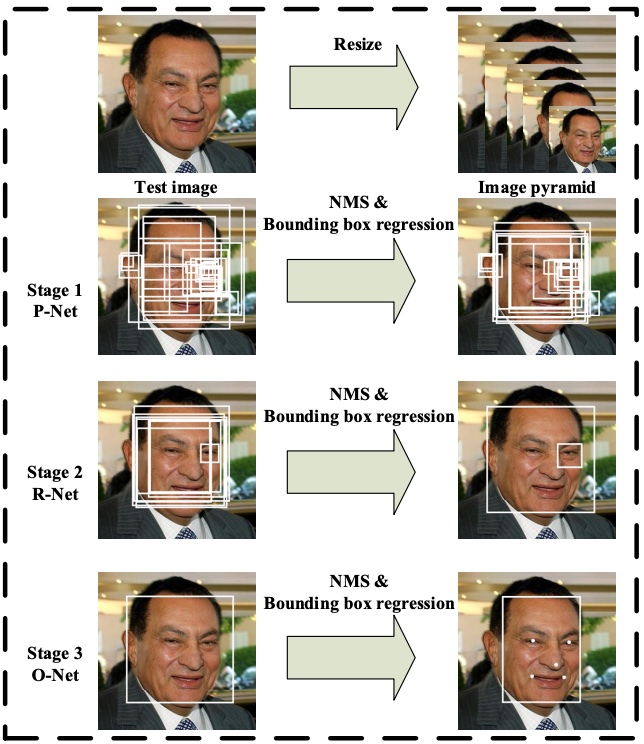 Resize
Test image
Image pyramid
NMS &
Bounding box regression
Stage 1
P-Net
NMS &
Bounding box regression
Stage 2
R-Net
NMS &
Bounding box regression
Stage 3
O-Net